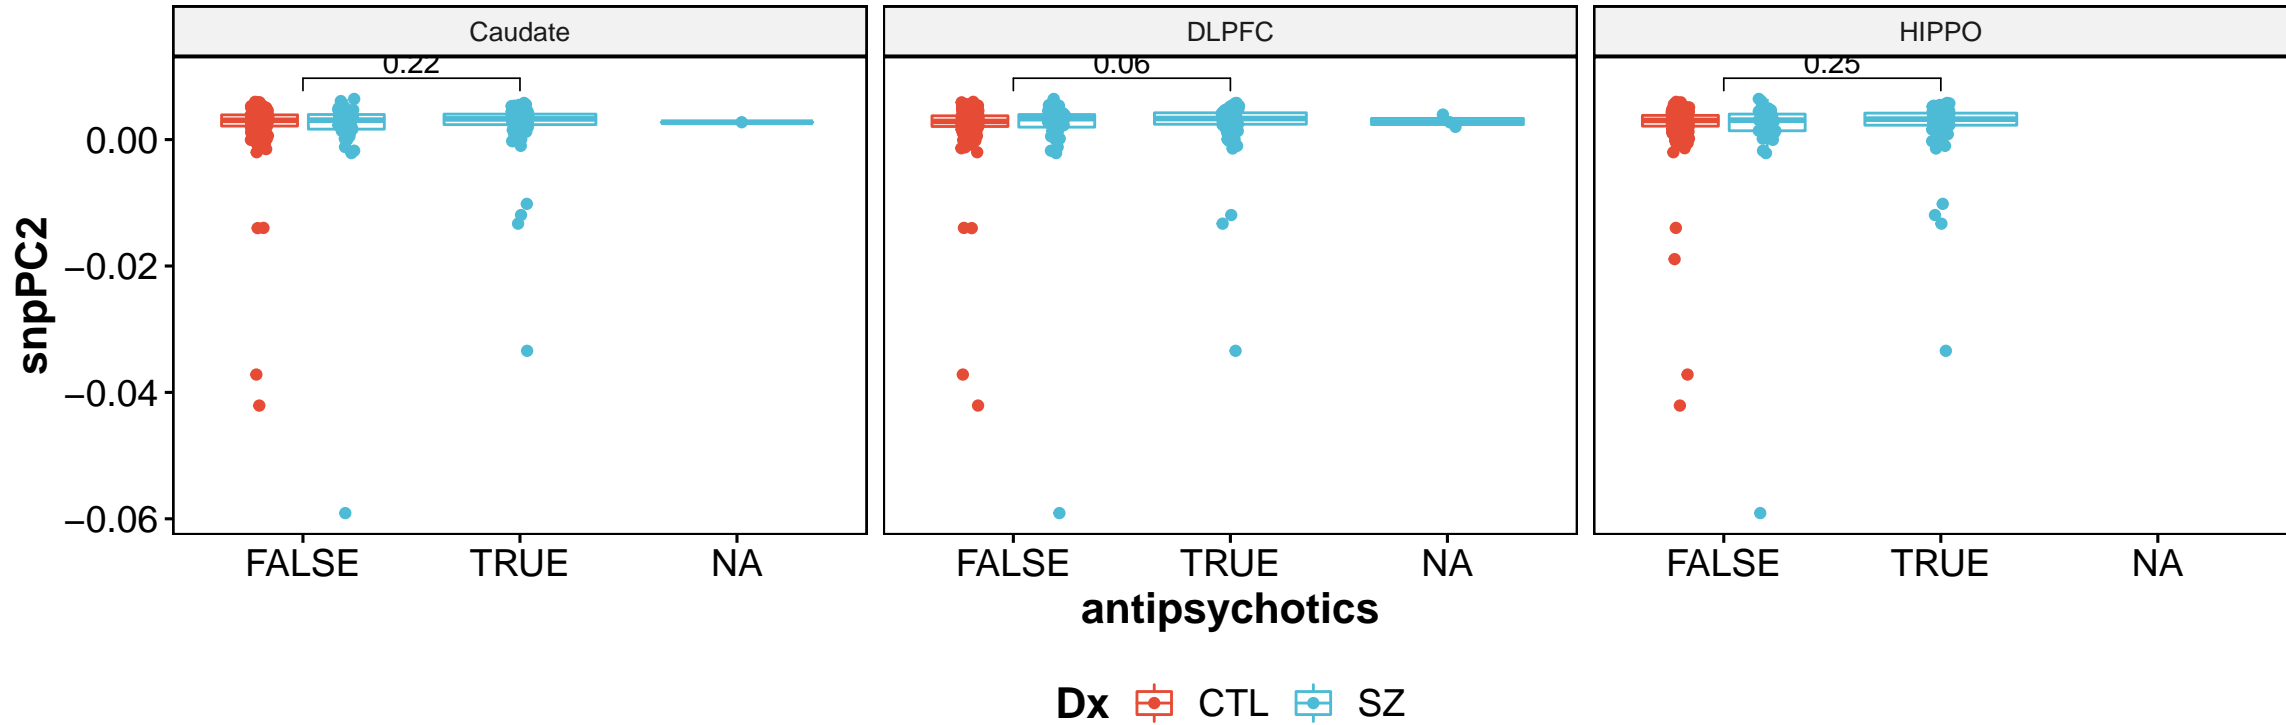 Caudate DLPFC HIPPO
0.22 0.06 0.25
0.00
−0.02
−0.04
−0.06
snpPC2
FALSE TRUE NA FALSE TRUE NA FALSE TRUE NA
antipsychotics
Dx CTL SZ